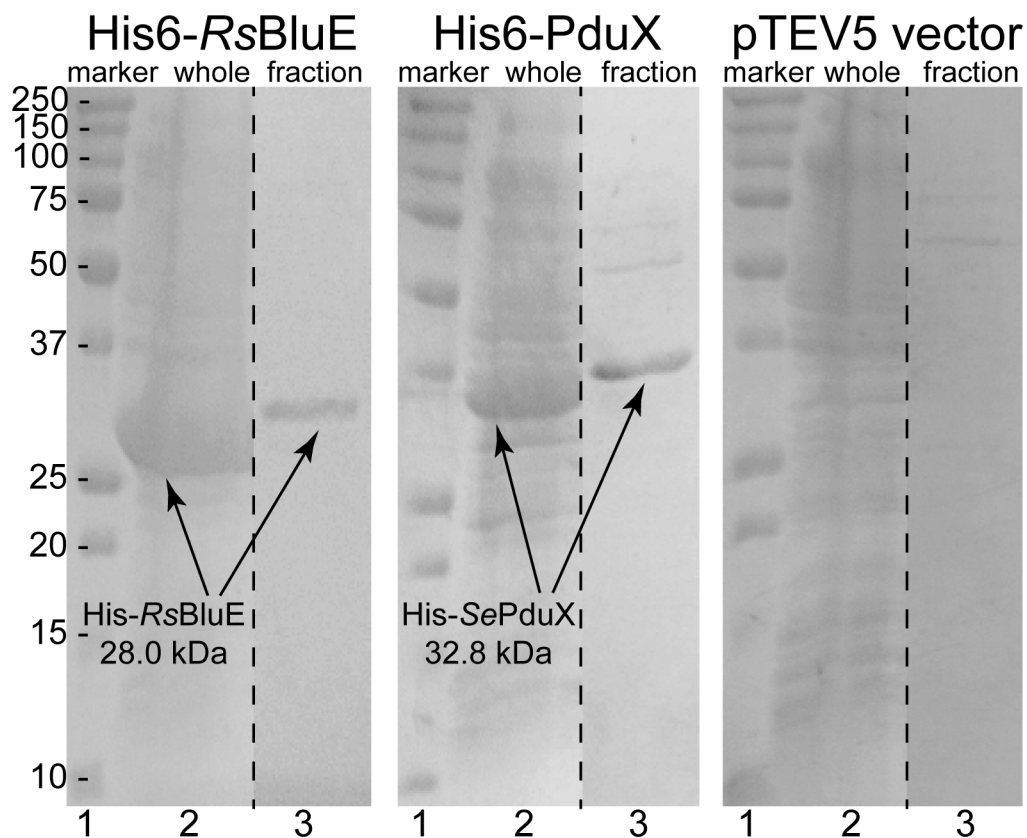 His6-RsBluE His6-PduX pTEV5 vector
marker whole fraction marker whole fraction marker whole fraction
250 -
150 -
100 -
75 -
50 -
37 -
25 -
20 -
His-RsBluE His-SePduX
15 -
28.0 kDa 32.8 kDa
10 -
1 2 3 1 2 3 1 2 3